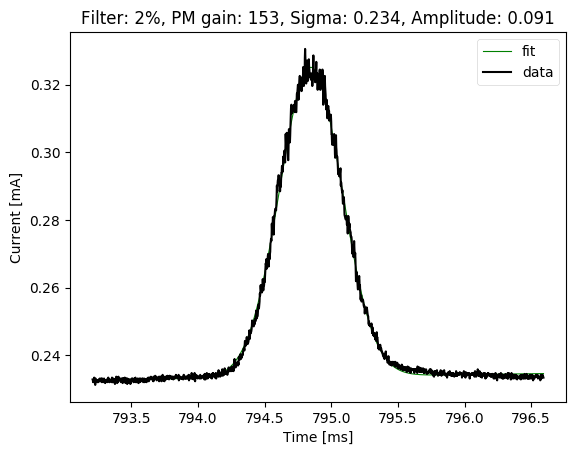 Filter: 2%, PM gain: 153, Sigma: 0.234, Amplitude: 0.091
fit
data
0.32
0.30
0.28
0.26
0.24
Current [mA]
793.5 794.0 794.5 795.0 795.5 796.0 796.5
Time [ms]